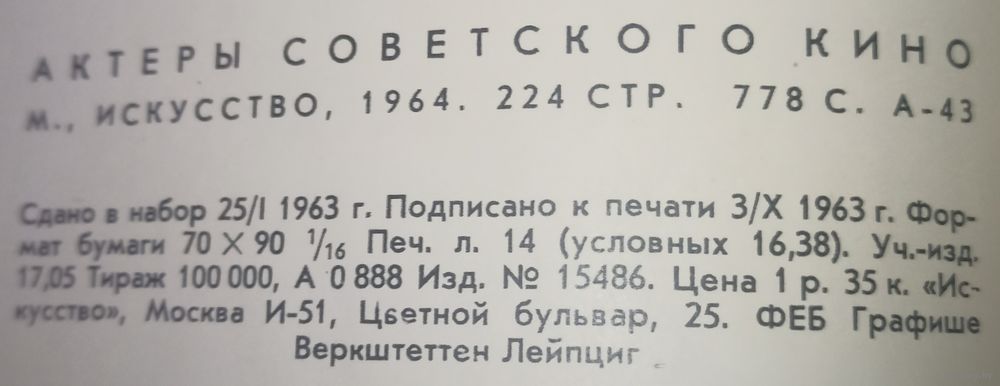 АКТЕРЫ СОВЕТСКОГО КИНО
М., ИСКУССТВО, 1964. 224 СТР. 778 С. А-43
Сдано в набор 25/I 1963 г. Подписано к печати 3/X 1963 г. Фор-
мат бумаги 70 X 90 1/16 Печ. л. 14 (условных 16,38). Уч.-изд.
17,05 Тираж 100 000, А 0 888 Изд. № 15486. Цена 1 р. 35 к. «Ис-
кусство», Москва И-51, Цветной бульвар, 25. ФЕБ Графише
Веркштеттен Лейпциг